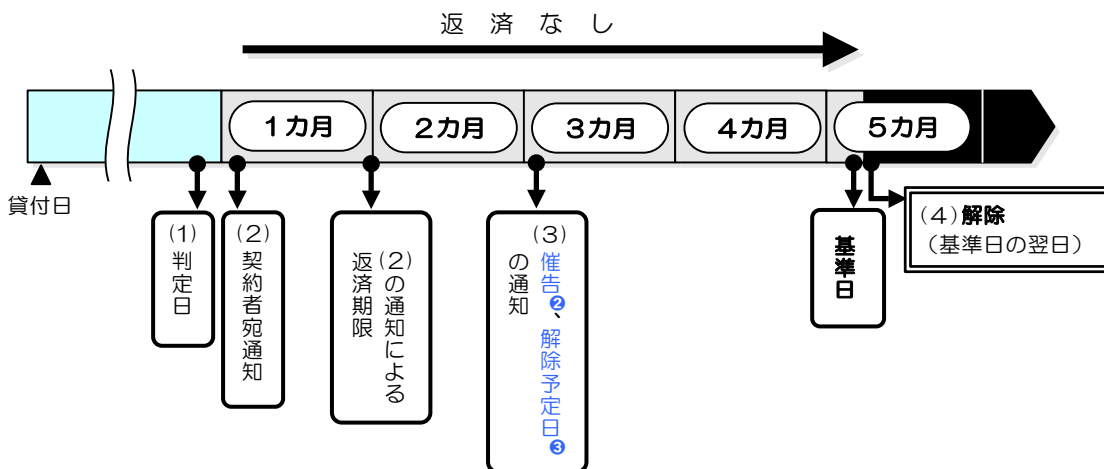 返済なし
1カ月
2カ月
3カ月
4カ月
5カ月
貸付日
(1)
判定日
(2)
契約者宛通知
(2)の通知による
返済期限
(3)
催告❷、解除予定日❸
の通知
基準日
(4)解除
(基準日の翌日)